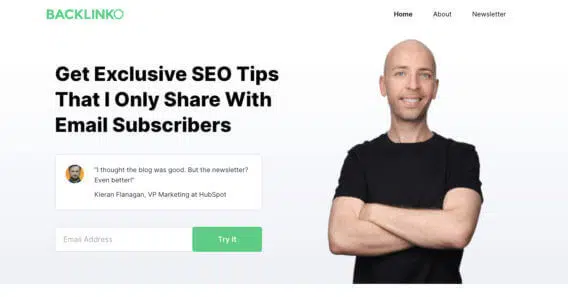 BACKLINKO
Home About Newsletter
Get Exclusive SEO Tips
That I Only Share With
Email Subscribers
"I thought the blog was good. But the newsletter?
Even better!"
Kieran Flanagan, VP Marketing at HubSpot
Email Address
Try It